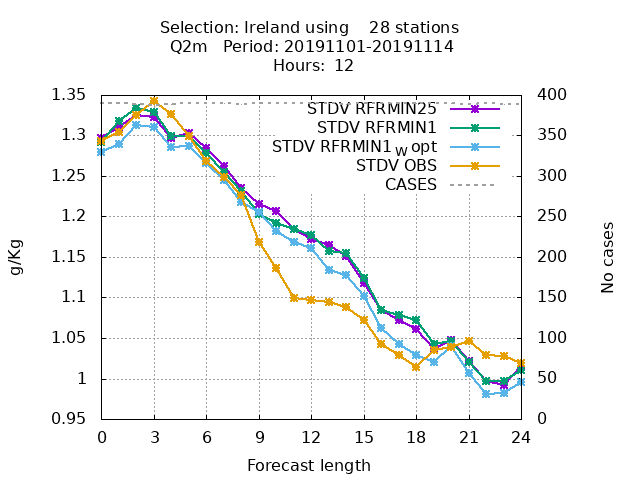 Selection: Ireland using    28 stations
Q2m   Period: 20191101-20191114
Hours:  12
1.35
1.3
1.25
1.2
1.15
1.1
1.05
1
0.95
g/Kg
STDV RFRMIN25
STDV RFRMIN1
STDV RFRMIN1_W opt
STDV OBS
CASES
400
350
300
250
200
150
100
50
0
No cases
0 3 6 9 12 15 18 21 24
Forecast length